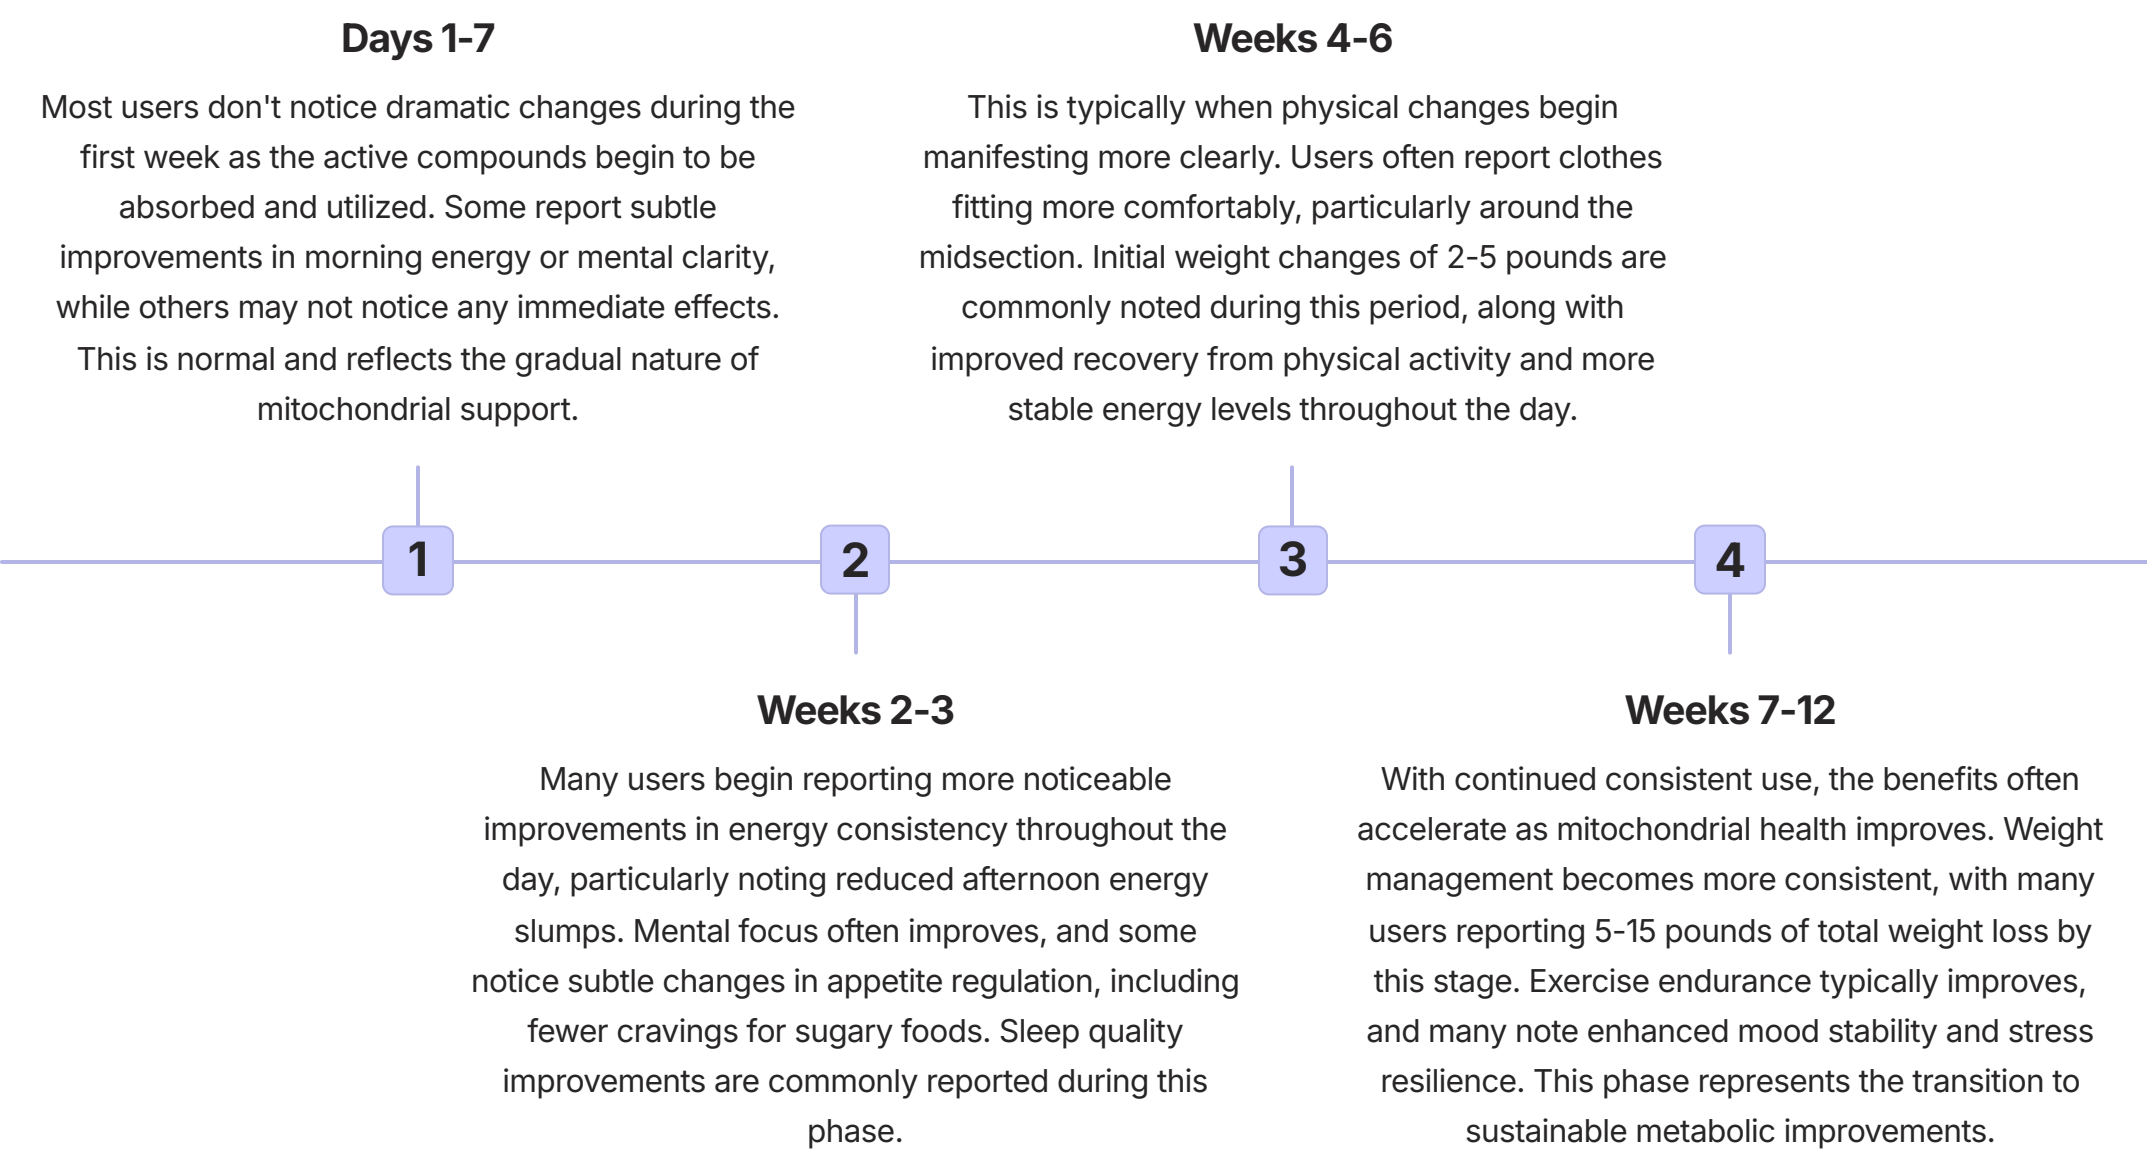 Days 1-7
Most users don't notice dramatic changes during the
first week as the active compounds begin to be
absorbed and utilized. Some report subtle
improvements in morning energy or mental clarity,
while others may not notice any immediate effects.
This is normal and reflects the gradual nature of
mitochondrial support.
Weeks 4-6
This is typically when physical changes begin
manifesting more clearly. Users often report clothes
fitting more comfortably, particularly around the
midsection. Initial weight changes of 2-5 pounds are
commonly noted during this period, along with
improved recovery from physical activity and more
stable energy levels throughout the day.
1
2
3
4
Weeks 2-3
Many users begin reporting more noticeable
improvements in energy consistency throughout the
day, particularly noting reduced afternoon energy
slumps. Mental focus often improves, and some
notice subtle changes in appetite regulation, including
fewer cravings for sugary foods. Sleep quality
improvements are commonly reported during this
phase.
Weeks 7-12
With continued consistent use, the benefits often
accelerate as mitochondrial health improves. Weight
management becomes more consistent, with many
users reporting 5-15 pounds of total weight loss by
this stage. Exercise endurance typically improves,
and many note enhanced mood stability and stress
resilience. This phase represents the transition to
sustainable metabolic improvements.